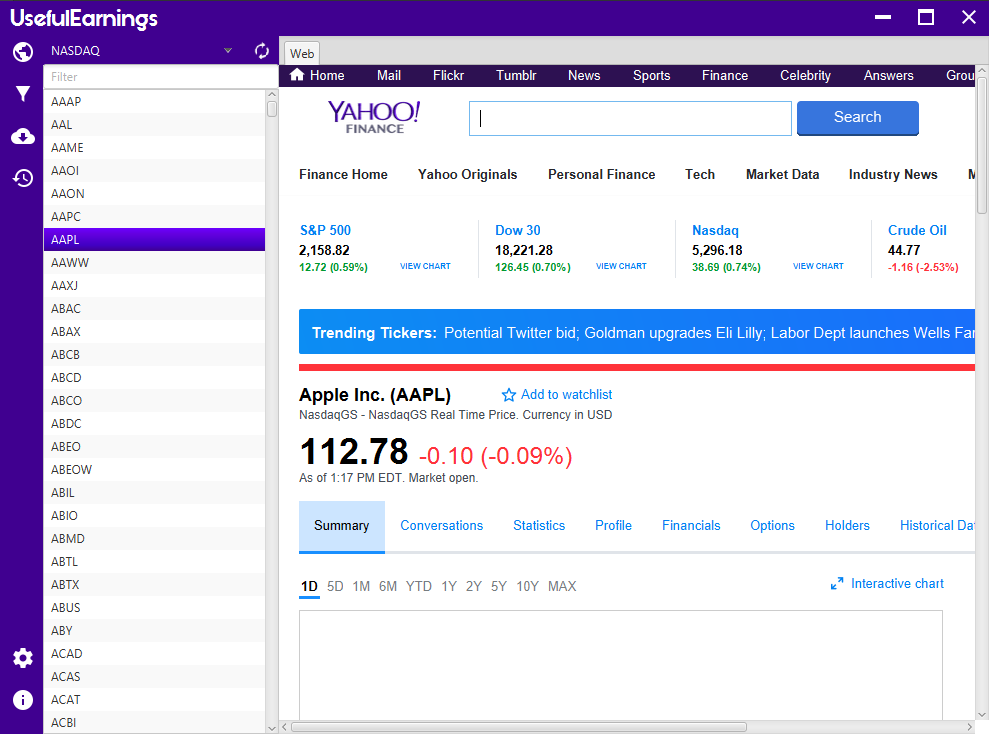 UsefulEarnings
NASDAQ
Filter
AAAP
AAL
AAME
AAOI
AAON
AAPC
AAPL
AAWW
AAXJ
ABAC
ABAX
ABCB
ABCD
ABCO
ABDC
ABEO
ABEOW
ABIL
ABIO
ABMD
ABTL
ABTX
ABUS
ABY
ACAD
ACAS
ACAT
ACBI
Web
Home Mail Flickr Tumblr News Sports Finance Celebrity Answers Grou
YAHOO!
FINANCE
Search
Finance Home Yahoo Originals Personal Finance Tech Market Data Industry News M
S&P 500 Dow 30 Nasdaq Crude Oil
2,158.82 18,221.28 5,296.18 44.77
12.72 (0.59%) VIEW CHART 126.45 (0.70%) VIEW CHART 38.69 (0.74%) VIEW CHART -1.16 (-2.53%)
Trending Tickers: Potential Twitter bid; Goldman upgrades Eli Lilly; Labor Dept launches Wells Far
Apple Inc. (AAPL) Add to watchlist
NasdaqGS - NasdaqGS Real Time Price. Currency in USD
112.78 -0.10 (-0.09%)
As of 1:17 PM EDT. Market open.
Summary Conversations Statistics Profile Financials Options Holders Historical Dat
1D 5D 1M 6M YTD 1Y 2Y 5Y 10Y MAX Interactive chart